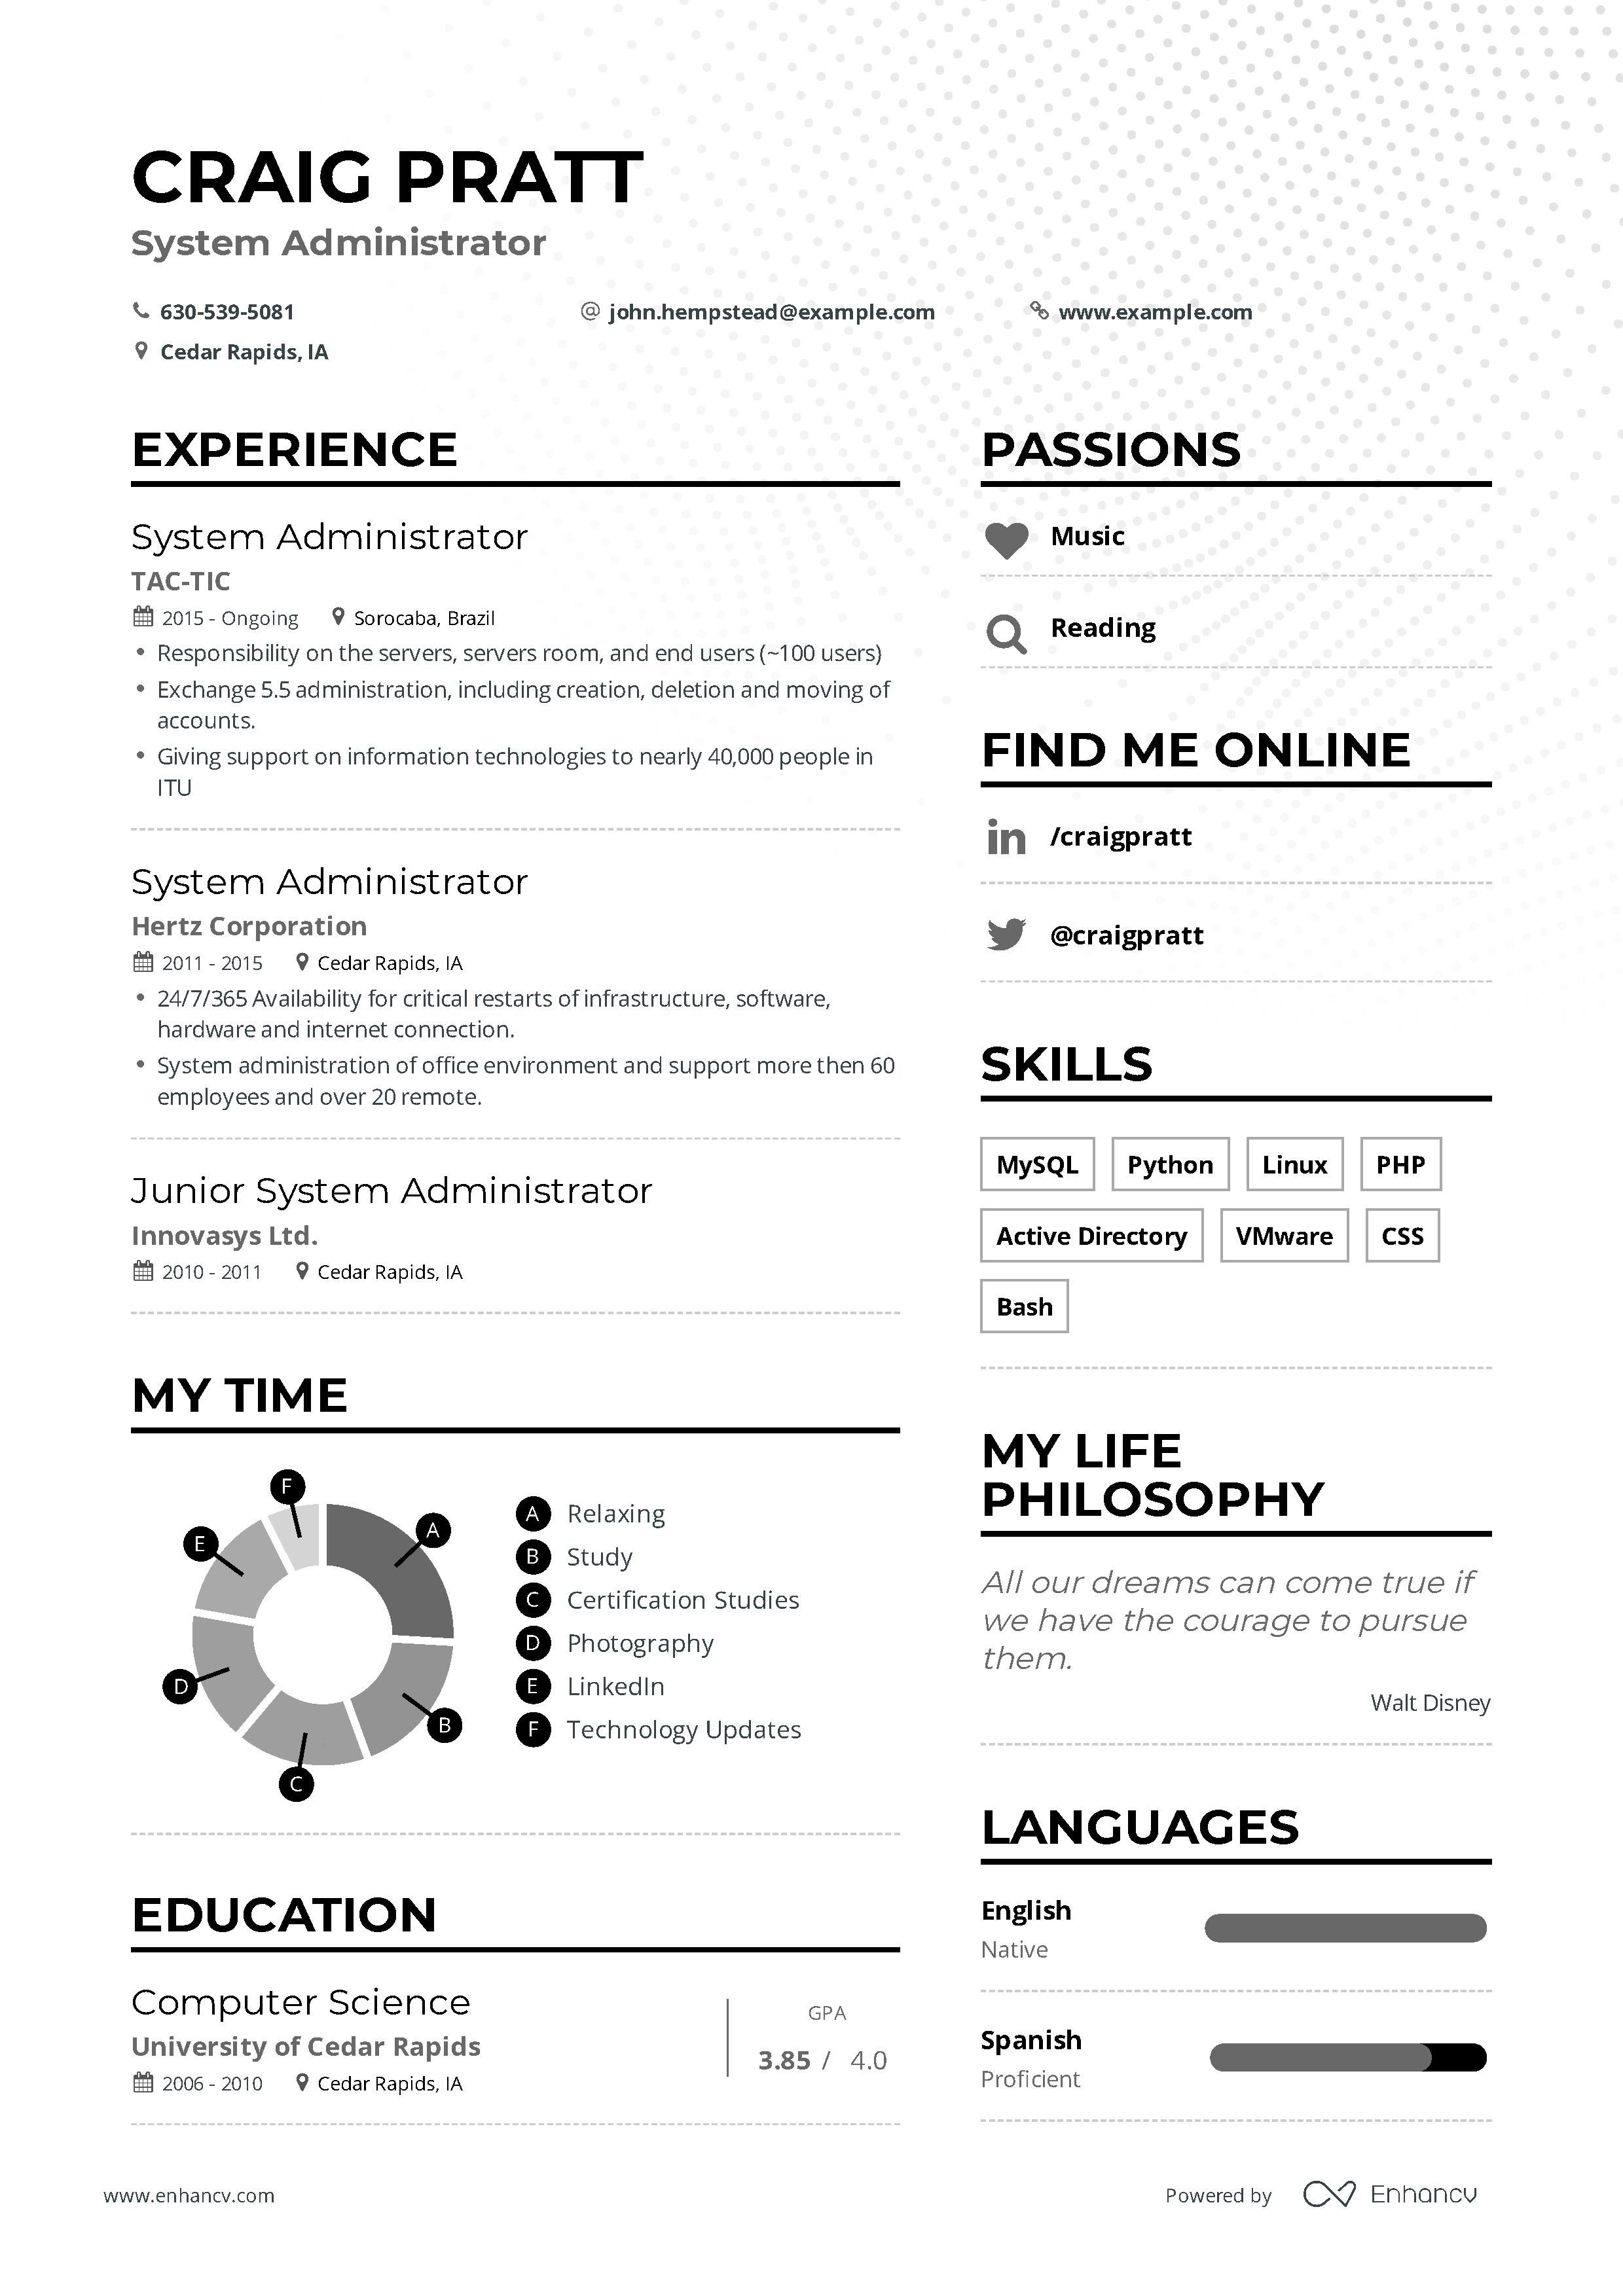 CRAIG PRATT
System Administrator
630-539-5081
@ john.hempstead@example.com
www.example.com
Cedar Rapids, IA
EXPERIENCE
System Administrator
TAC-TIC
2015 - Ongoing Sorocaba, Brazil
• Responsibility on the servers, servers room, and end users (~100 users)
• Exchange 5.5 administration, including creation, deletion and moving of
accounts.
• Giving support on information technologies to nearly 40,000 people in
ITU
System Administrator
Hertz Corporation
2011 - 2015 Cedar Rapids, IA
• 24/7/365 Availability for critical restarts of infrastructure, software,
hardware and internet connection.
• System administration of office environment and support more then 60
employees and over 20 remote.
Junior System Administrator
Innovasys Ltd.
2010 - 2011 Cedar Rapids, IA
MY TIME
F
A
E
D
B
C
A Relaxing
B Study
C Certification Studies
D Photography
E LinkedIn
F Technology Updates
EDUCATION
Computer Science
University of Cedar Rapids
2006 - 2010 Cedar Rapids, IA
GPA
3.85 / 4.0
PASSIONS
Music
Reading
FIND ME ONLINE
in /craigpratt
@craigpratt
SKILLS
MySQL Python Linux PHP
Active Directory VMware CSS
Bash
MY LIFE
PHILOSOPHY
All our dreams can come true if
we have the courage to pursue
them.
Walt Disney
LANGUAGES
English
Native
Spanish
Proficient
www.enhancv.com
Powered by Enhancv